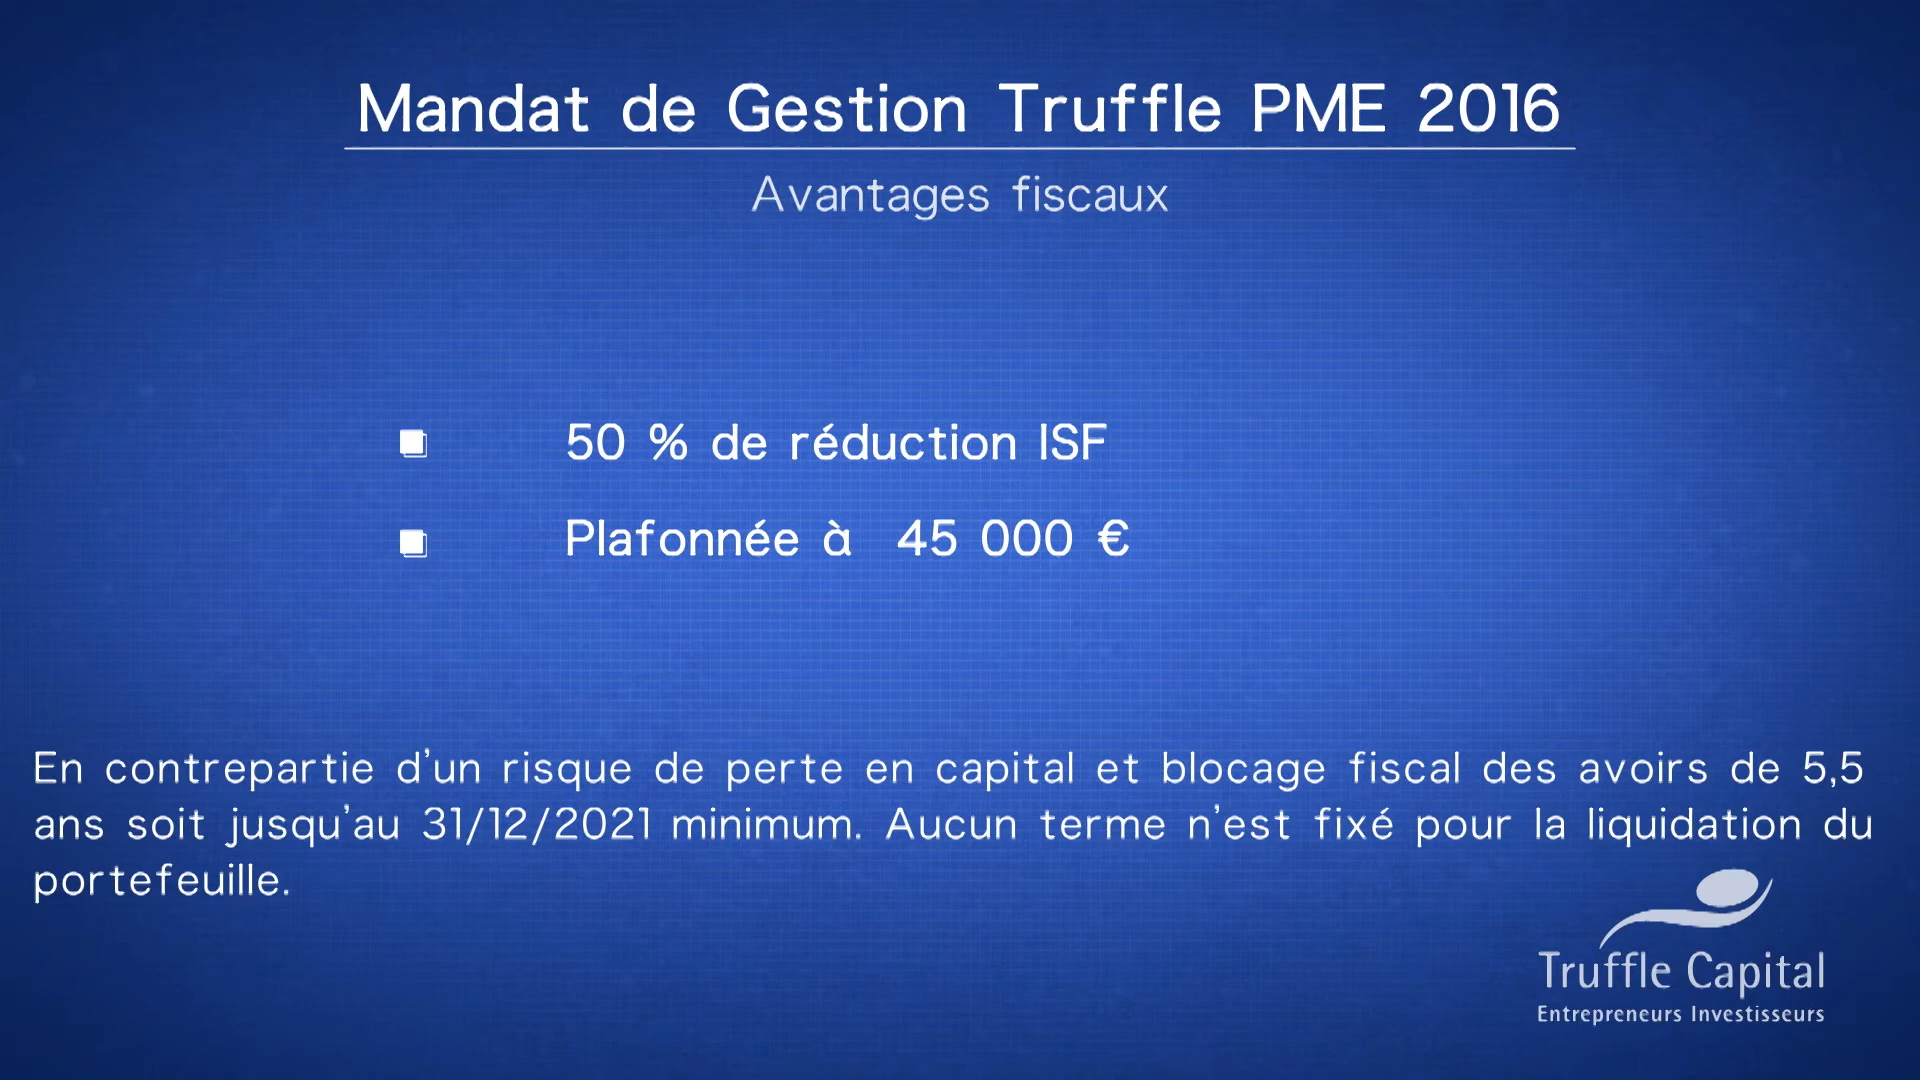 Mandat de Gestion Truffle PME 2016
Avantages fiscaux
50 % de réduction ISF
Plafonnée à 45 000 €
En contrepartie d'un risque de perte en capital et blocage fiscal des avoirs de 5,5
ans soit jusqu'au 31/12/2021 minimum. Aucun terme n'est fixé pour la liquidation du
portefeuille.
Truffle Capital
Entrepreneurs Investisseurs